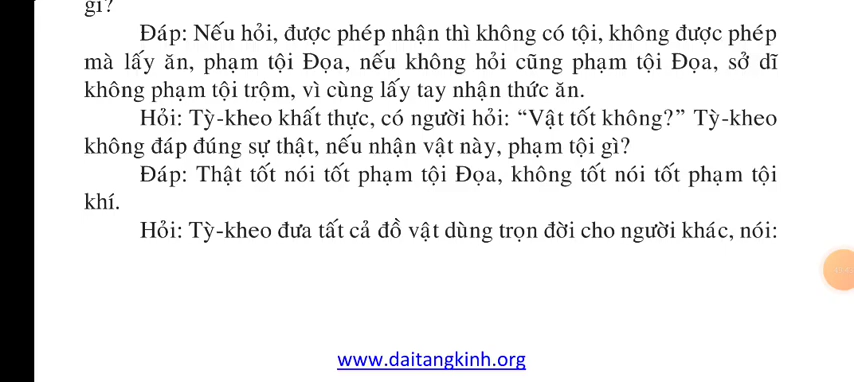 gì?
Đáp: Nếu hỏi, được phép nhận thì không có tội, không được phép
mà lấy ăn, phạm tội Đọa, nếu không hỏi cũng phạm tội Đọa, sở dĩ
không phạm tội trộm, vì cùng lấy tay nhận thức ăn.
Hỏi: Tỳ-kheo khất thực, có người hỏi: “Vật tốt không?” Tỳ-kheo
không đáp đúng sự thật, nếu nhận vật này, phạm tội gì?
Đáp: Thật tốt nói tốt phạm tội Đọa, không tốt nói tốt phạm tội
khí.
Hỏi: Tỳ-kheo đưa tất cả đồ vật dùng trọn đời cho người khác, nói:
www.daitangkinh.org